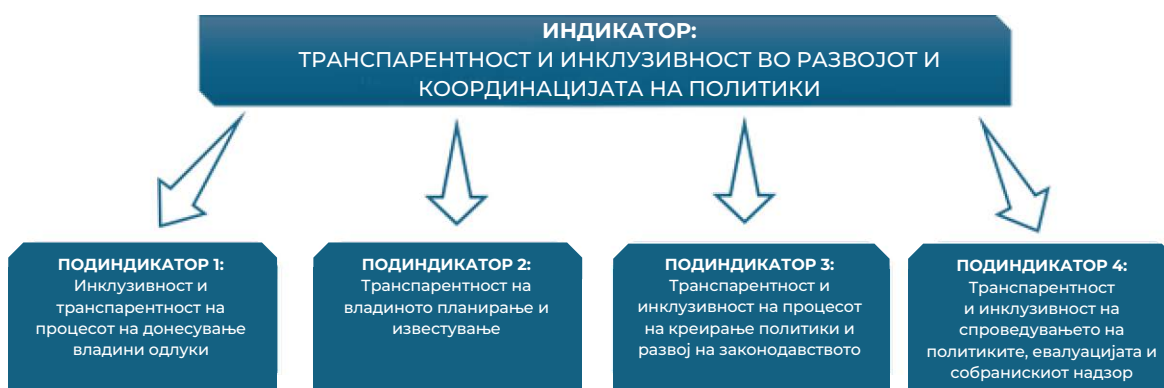 ИНДИКАТОР:
ТРАНСПАРЕНТНОСТ И ИНКЛУЗИВНОСТ ВО РАЗВОЈОТ И
КООРДИНАЦИЈАТА НА ПОЛИТИКИ
ПОДИНДИКАТОР 1:
Инклузивност и
транспарентност на
процесот на донесување
владини одлуки
ПОДИНДИКАТОР 2:
Транспарентност на
владиното планирање и
известување
ПОДИНДИКАТОР 3:
Транспарентност и
инклузивност на процесот
на креирање политики и
развој на законодавството
ПОДИНДИКАТОР 4:
Транспарентност
и инклузивност на
спроведувањето на
политиките, евалуацијата и
собранискиот надзор